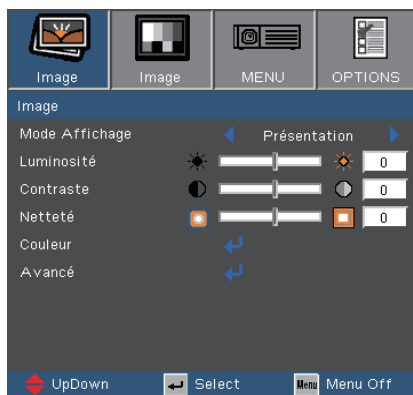 Image Image MENU OPTIONS
Image
Mode Affichage Présentation
Luminosité 0
Contraste 0
Netteté 0
Couleur
Avancé
UpDown Select Menu Menu Off